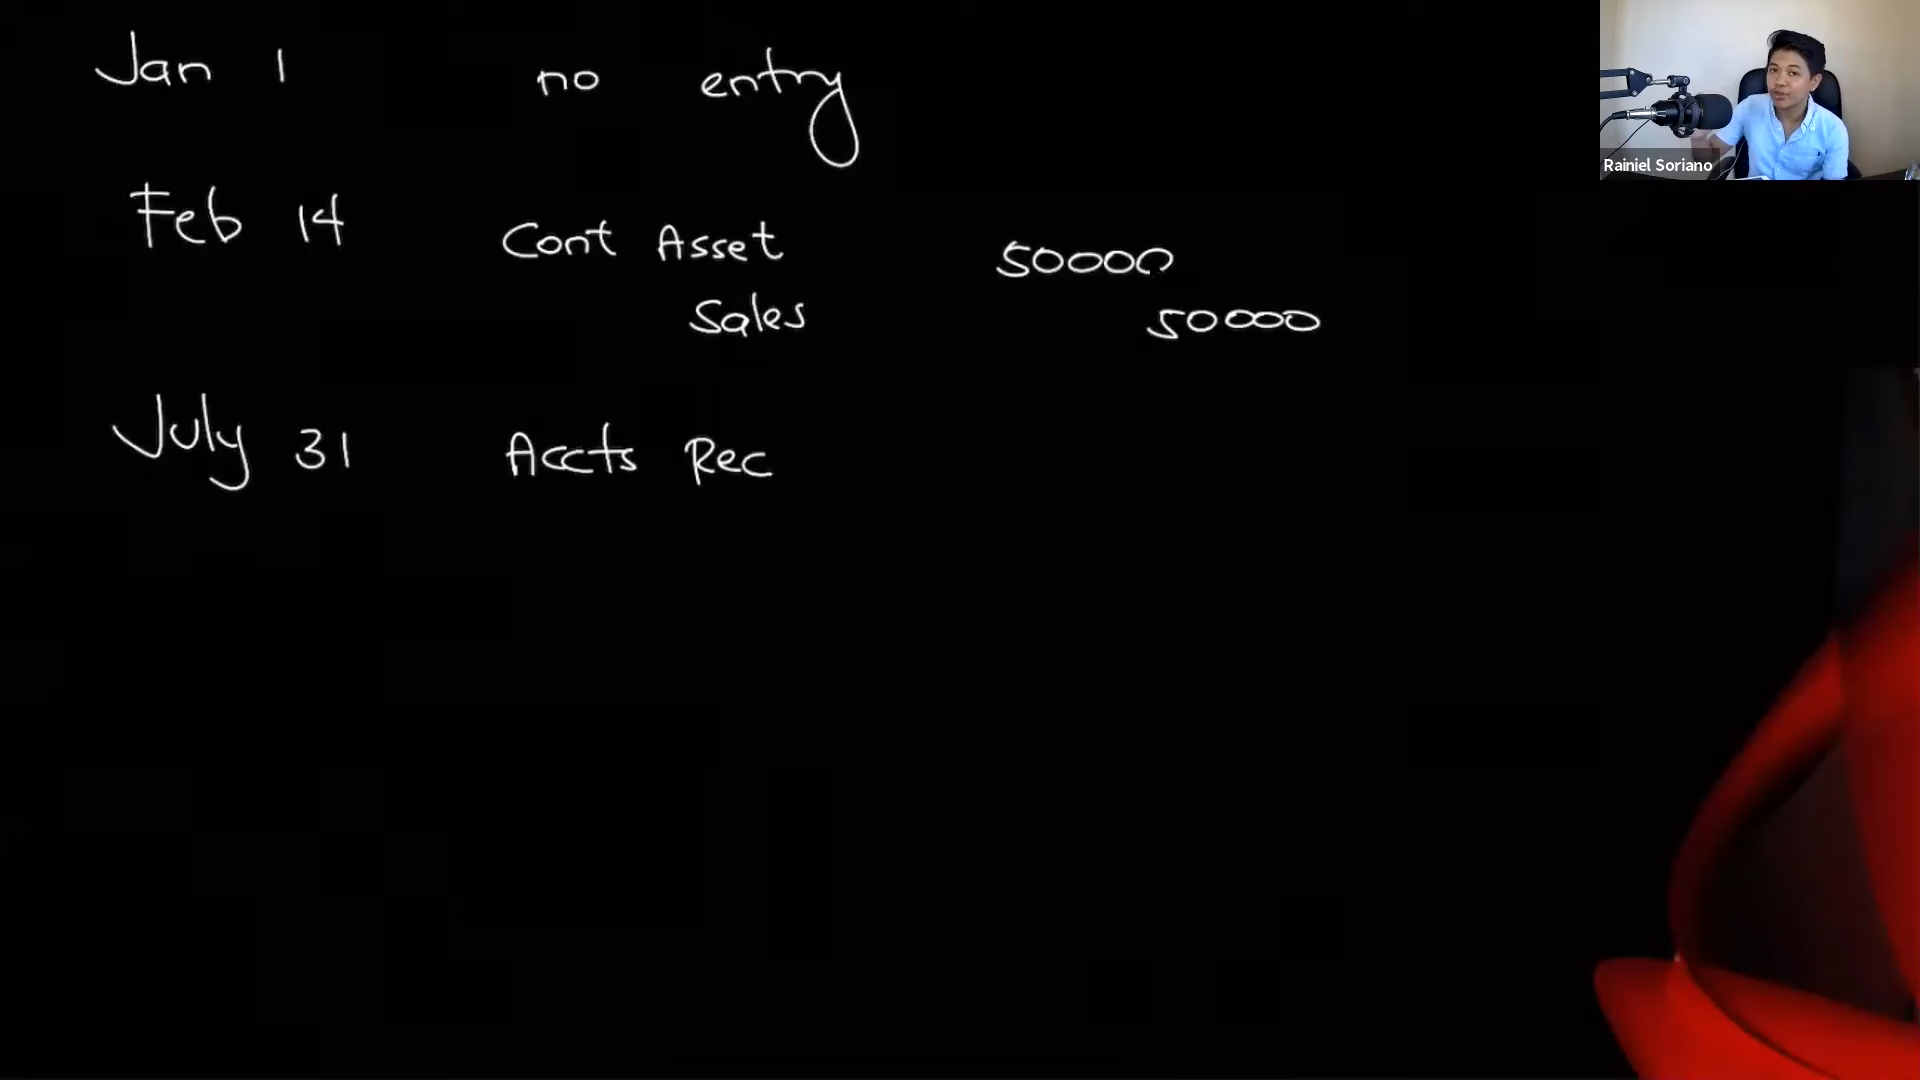 Jan 1 no entry
Rainiel Soriano
Feb 14 Cont Asset 50000
Sales 50000
July 31 Accts Rec